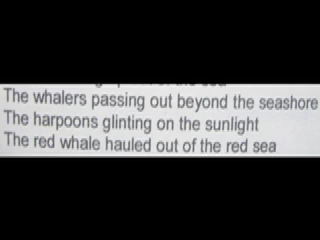 The whalers passing out beyond the seashore
The harpoons glinting on the sunlight
The red whale hauled out of the red sea